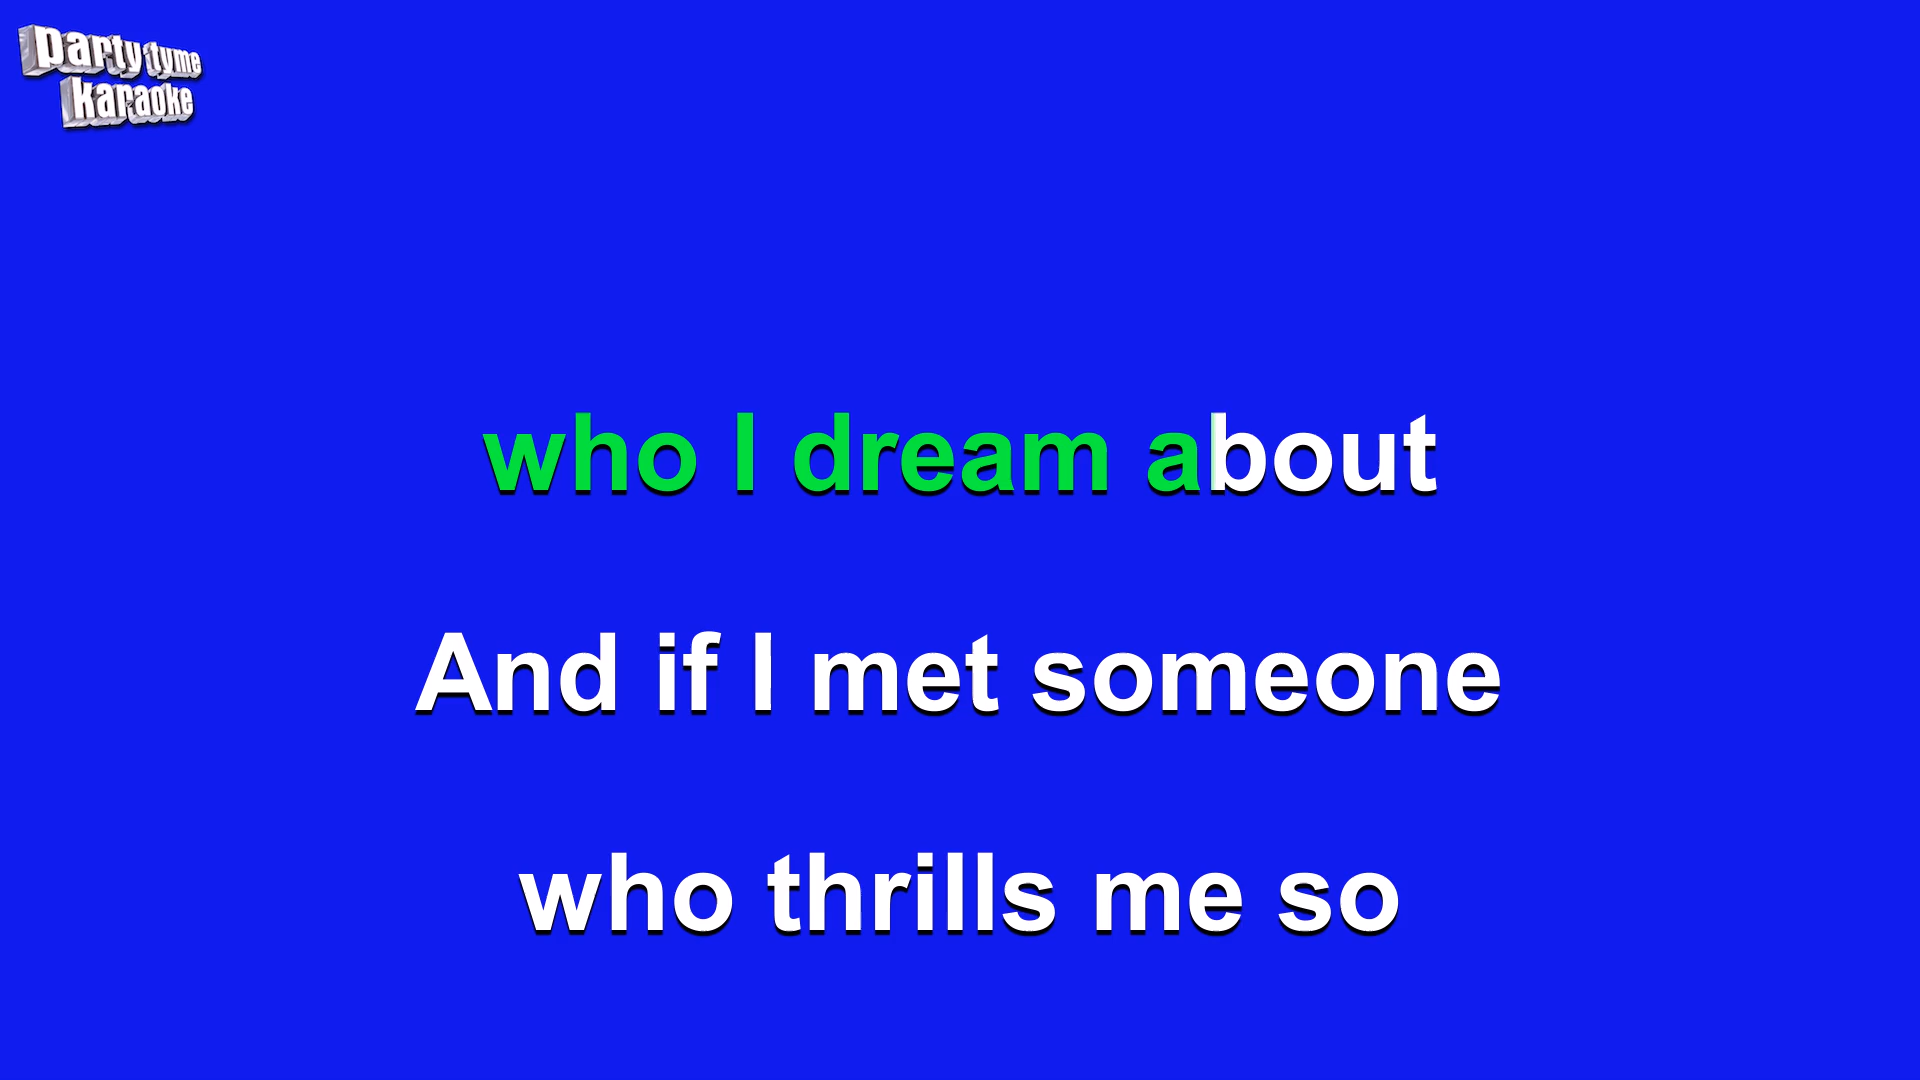 party tyme
karaoke
who I dream about
And if I met someone
who thrills me so